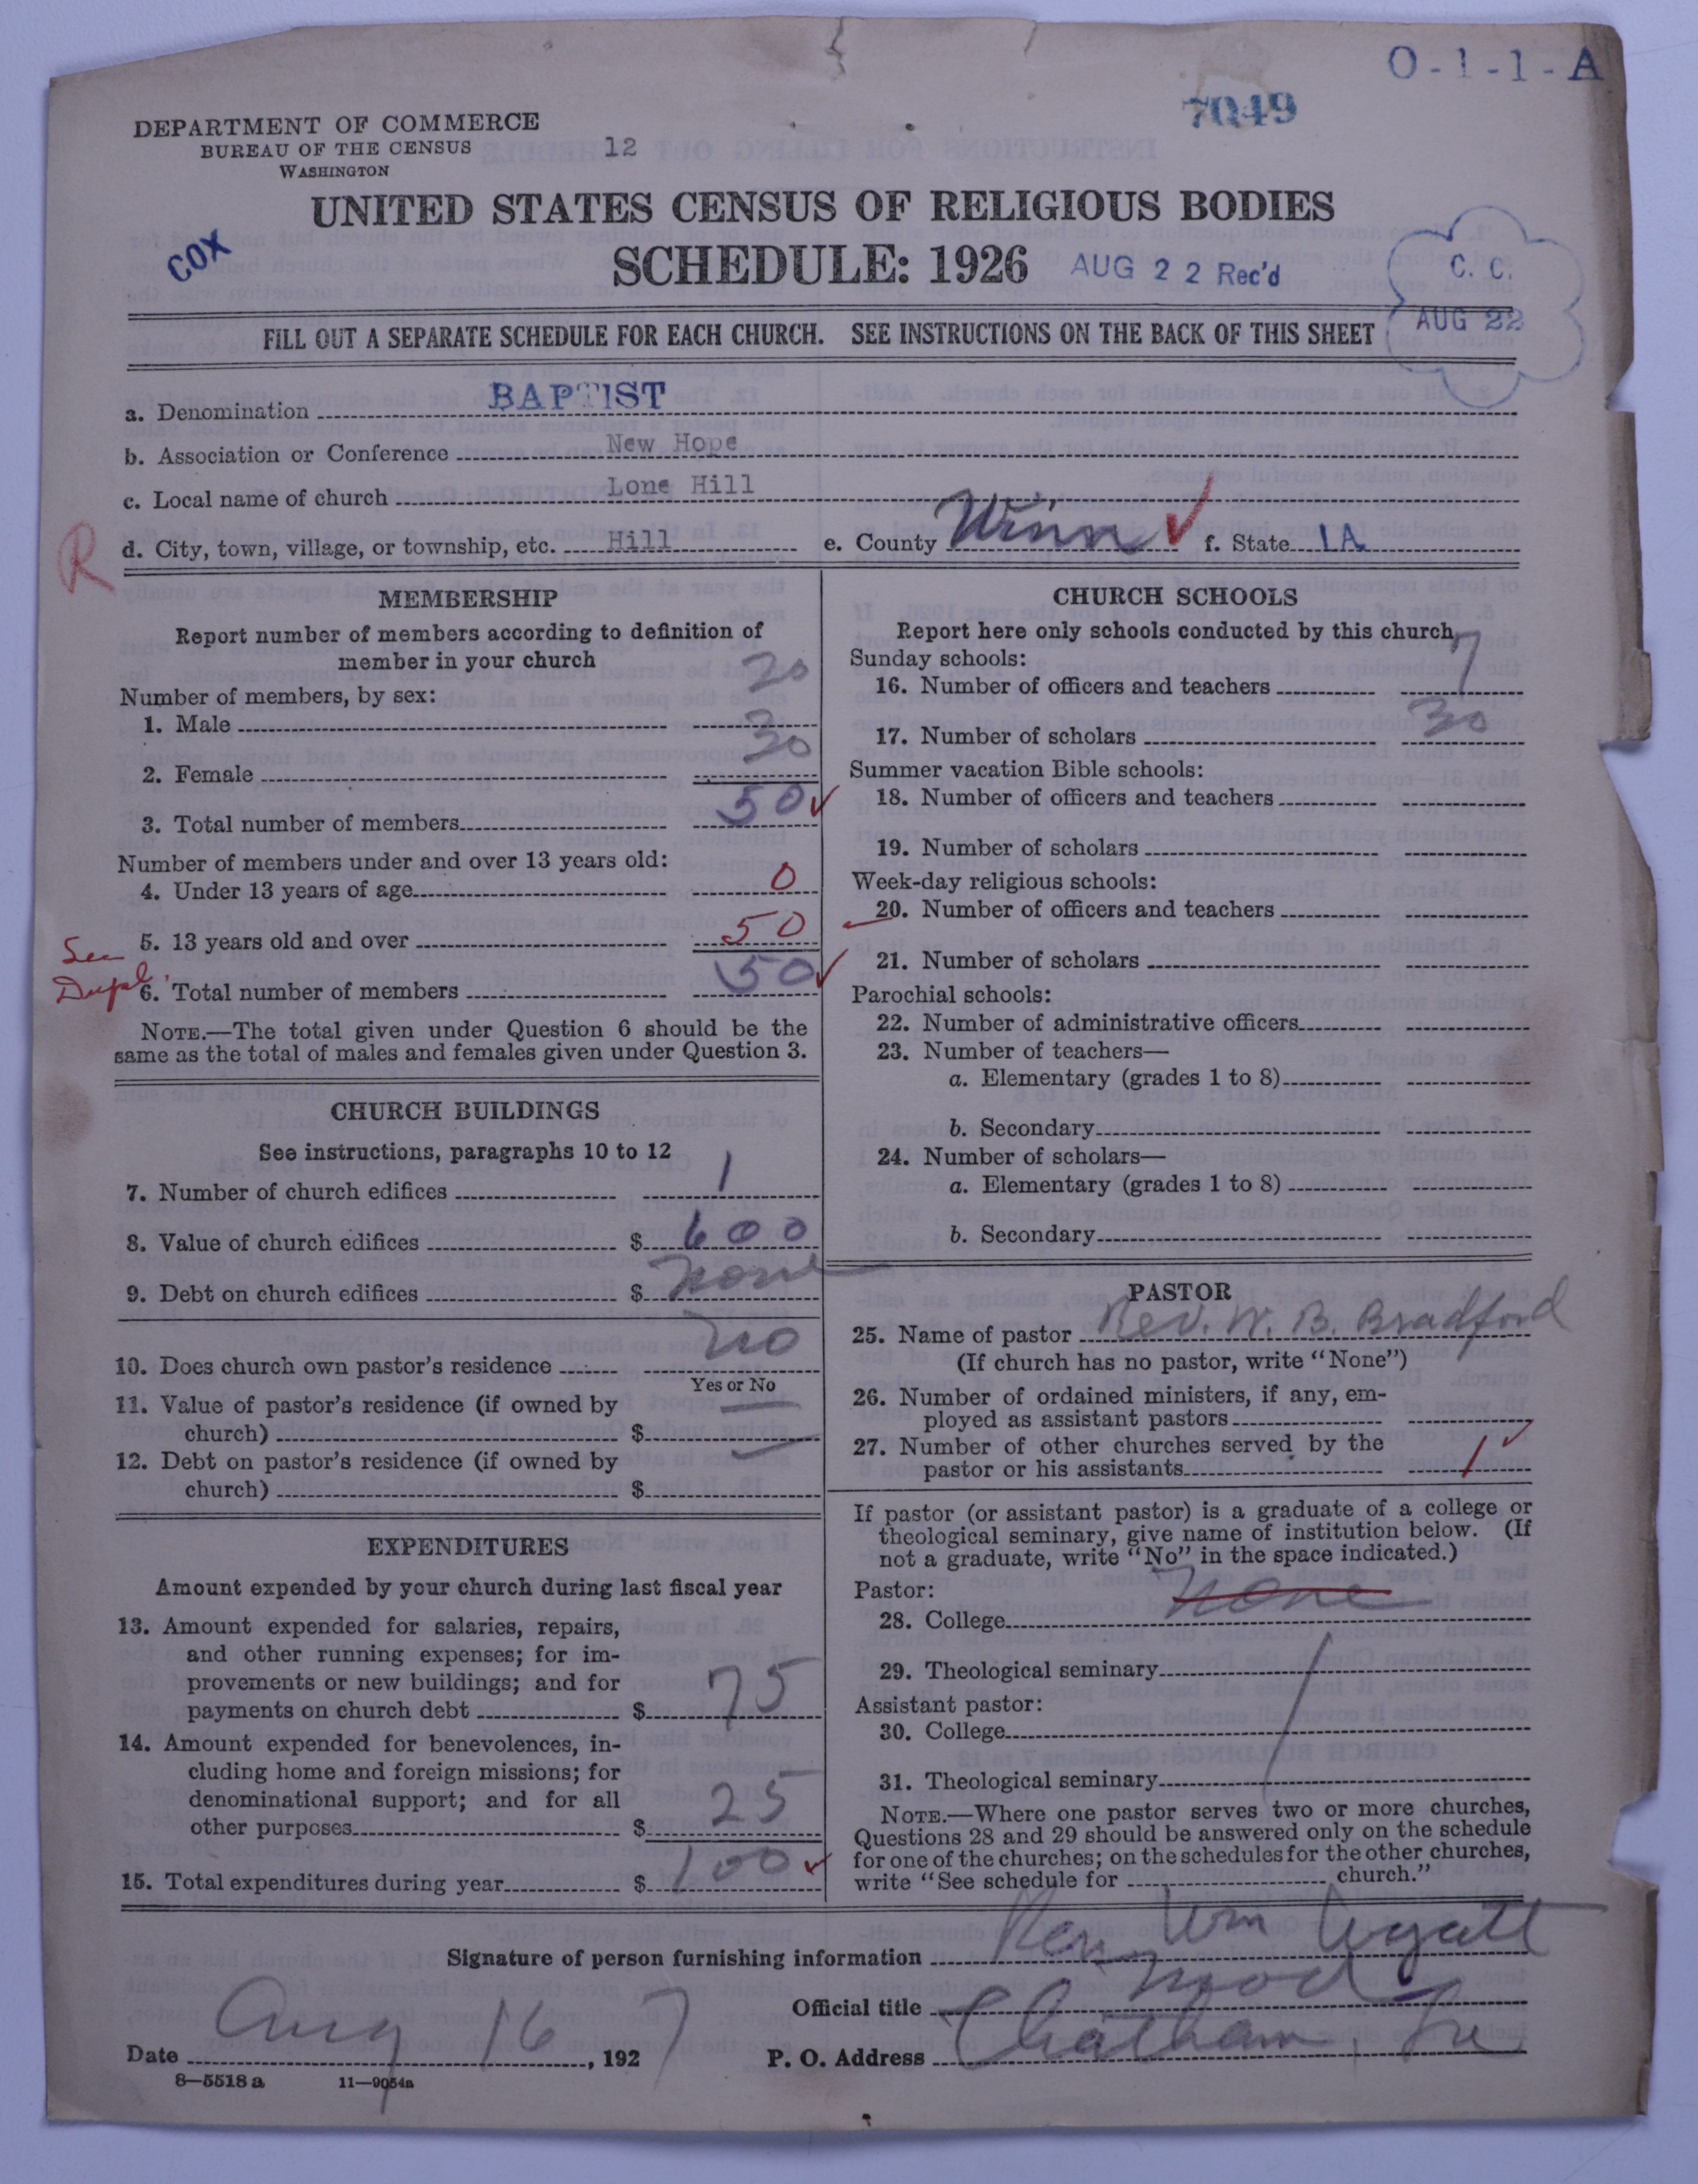 O-1-1-A
7049
DEPARTMENT OF COMMERCE
BUREAU OF THE CENSUS
WASHINGTON
12
UNITED STATES CENSUS OF RELIGIOUS BODIES
COX
SCHEDULE: 1926
AUG 22 Rec'd
C. C.
AUG 22
FILL OUT A SEPARATE SCHEDULE FOR EACH CHURCH. SEE INSTRUCTIONS ON THE BACK OF THIS SHEET
a. Denomination BAPTIST
b. Association or Conference New Hope
c. Local name of church Lone Hill
R
d. City, town, village, or township, etc. Hill e. County Winn ✓ f. State LA
MEMBERSHIP
Report number of members according to definition of
member in your church
Number of members, by sex:
1. Male 20
2. Female 30
3. Total number of members 50 ✓
Number of members under and over 13 years old:
4. Under 13 years of age 0
5. 13 years old and over 50
See
Dupl.
6. Total number of members 50 ✓
NOTE.—The total given under Question 6 should be the
same as the total of males and females given under Question 3.
CHURCH BUILDINGS
See instructions, paragraphs 10 to 12
7. Number of church edifices 1
8. Value of church edifices $ 600
9. Debt on church edifices $ None
10. Does church own pastor's residence No
Yes or No
11. Value of pastor's residence (if owned by
church) $ —
12. Debt on pastor's residence (if owned by
church) $ —
EXPENDITURES
Amount expended by your church during last fiscal year
13. Amount expended for salaries, repairs,
and other running expenses; for im-
provements or new buildings; and for
payments on church debt $ 75
14. Amount expended for benevolences, in-
cluding home and foreign missions; for
denominational support; and for all
other purposes $ 25
15. Total expenditures during year $ 100 ✓
CHURCH SCHOOLS
Report here only schools conducted by this church
Sunday schools:
16. Number of officers and teachers 7
17. Number of scholars 30
Summer vacation Bible schools:
18. Number of officers and teachers
19. Number of scholars
Week-day religious schools:
20. Number of officers and teachers
21. Number of scholars
Parochial schools:
22. Number of administrative officers
23. Number of teachers—
a. Elementary (grades 1 to 8)
b. Secondary
24. Number of scholars—
a. Elementary (grades 1 to 8)
b. Secondary
PASTOR
25. Name of pastor Rev. W. B. Bradford
(If church has no pastor, write "None")
26. Number of ordained ministers, if any, em-
ployed as assistant pastors
27. Number of other churches served by the
pastor or his assistants 1 ✓
If pastor (or assistant pastor) is a graduate of a college or
theological seminary, give name of institution below. (If
not a graduate, write "No" in the space indicated.)
Pastor:
28. College None
29. Theological seminary
Assistant pastor:
30. College
31. Theological seminary
NOTE.—Where one pastor serves two or more churches,
Questions 28 and 29 should be answered only on the schedule
for one of the churches; on the schedules for the other churches,
write "See schedule for church."
Signature of person furnishing information Rev. Wm Wyatt
Official title Mod
Date Aug 16, 1927
P. O. Address Chatham,
8—5518 a 11—9054a